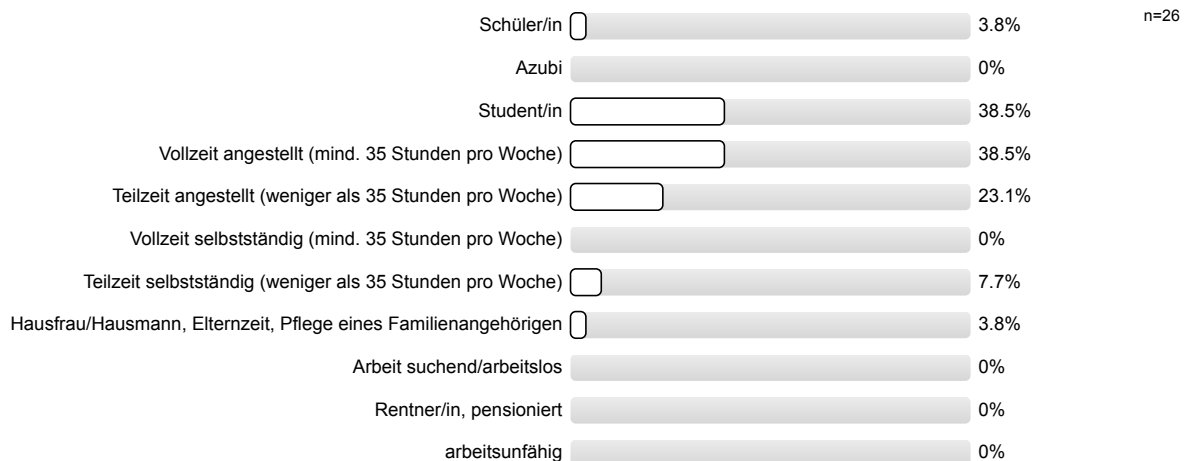 Schüler/in 3.8% n=26
Azubi 0%
Student/in 38.5%
Vollzeit angestellt (mind. 35 Stunden pro Woche) 38.5%
Teilzeit angestellt (weniger als 35 Stunden pro Woche) 23.1%
Vollzeit selbstständig (mind. 35 Stunden pro Woche) 0%
Teilzeit selbstständig (weniger als 35 Stunden pro Woche) 7.7%
Hausfrau/Hausmann, Elternzeit, Pflege eines Familienangehörigen 3.8%
Arbeit suchend/arbeitslos 0%
Rentner/in, pensioniert 0%
arbeitsunfähig 0%